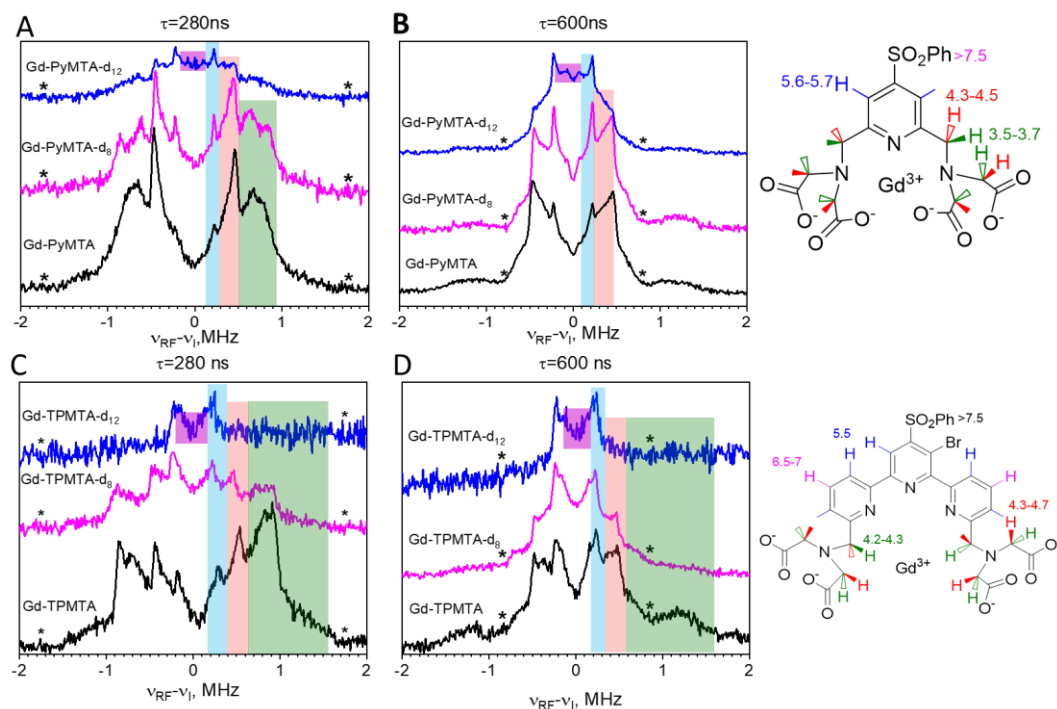 A
τ=280ns
Gd-PyMTA-d₁₂
*
*
Gd-PyMTA-d₈
*
*
Gd-PyMTA
*
*
-2 -1 0 1 2
νRF-νI,MHz
B
τ=600ns
Gd-PyMTA-d₁₂
*
*
Gd-PyMTA-d₈
*
*
Gd-PyMTA
*
*
-2 -1 0 1 2
νRF-νI, MHz
SO₂Ph >7.5
5.6-5.7 H
4.3-4.5
H
H 3.5-3.7
H
H
N
N
N
Gd³⁺
O
O⁻
O
O⁻
O
O⁻
O
O⁻
C
τ=280 ns
Gd-TPMTA-d₁₂
*
*
Gd-TPMTA-d₈
*
*
Gd-TPMTA
*
*
-2 -1 0 1 2
νRF-νI, MHz
D
τ=600 ns
Gd-TPMTA-d₁₂
*
*
Gd-TPMTA-d₈
*
*
Gd-TPMTA
*
*
-2 -1 0 1 2
νRF-νI, MHz
SO₂Ph >7.5
5.5
Br
6.5-7
H
H
H
H
H
H
N
N
N
4.3-4.7
H
4.2-4.3
H
H
H
N
N
Gd³⁺
H
H
H
H
O
O⁻
O
O⁻
O
O⁻
O
O⁻